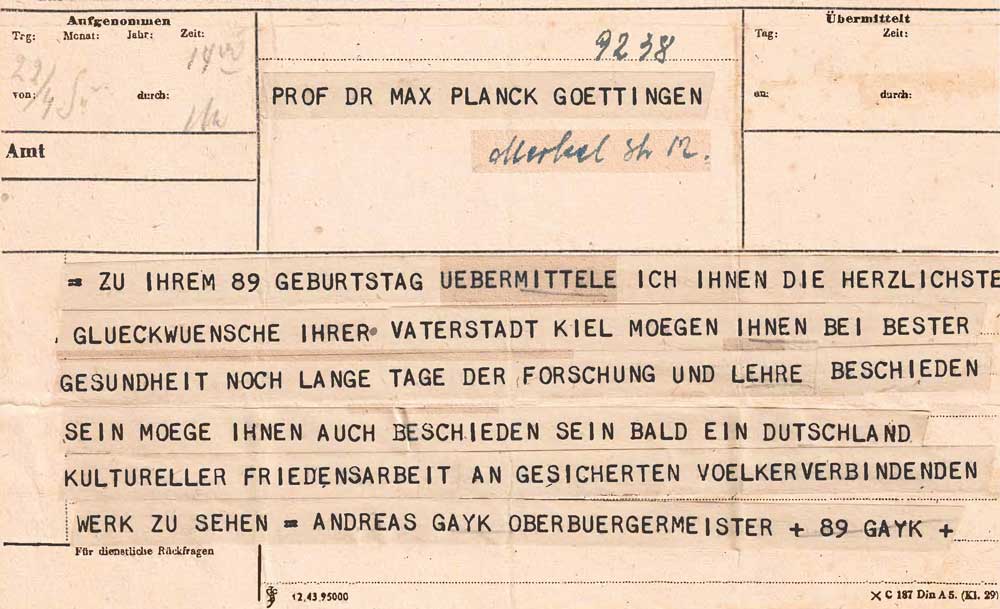 Aufgenommen
Tag: Monat: Jahr: Zeit:
von: durch:
Amt
9238
PROF DR MAX PLANCK GOETTINGEN
Merkel Str 12.
Übermittelt
Tag: Zeit:
an: durch:
= ZU IHREM 89 GEBURTSTAG UEBERMITTELE ICH IHNEN DIE HERZLICHSTE
GLUECKWUENSCHE IHRER VATERSTADT KIEL MOEGEN IHNEN BEI BESTER
GESUNDHEIT NOCH LANGE TAGE DER FORSCHUNG UND LEHRE BESCHIEDEN
SEIN MOEGE IHNEN AUCH BESCHIEDEN SEIN BALD EIN DUTSCHLAND
KULTURELLER FRIEDENSARBEIT AN GESICHERTEN VOELKERVERBINDENDEN
WERK ZU SEHEN = ANDREAS GAYK OBERBUERGERMEISTER + 89 GAYK +
Für dienstliche Rückfragen
12.43.95000
C 187 Din A 5. (Kl. 29)